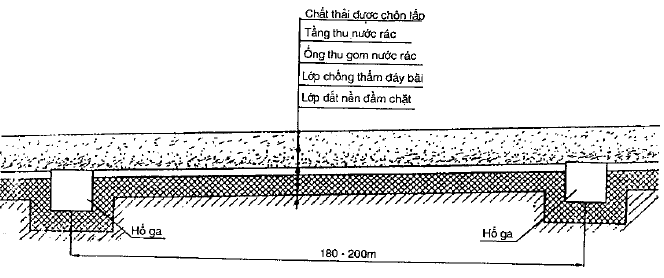 Chất thải được chôn lấp
Tầng thu nước rác
Ống thu gom nước rác
Lớp chống thấm đáy bãi
Lớp đất nền đầm chặt
Hố ga
Hố ga
180 - 200m